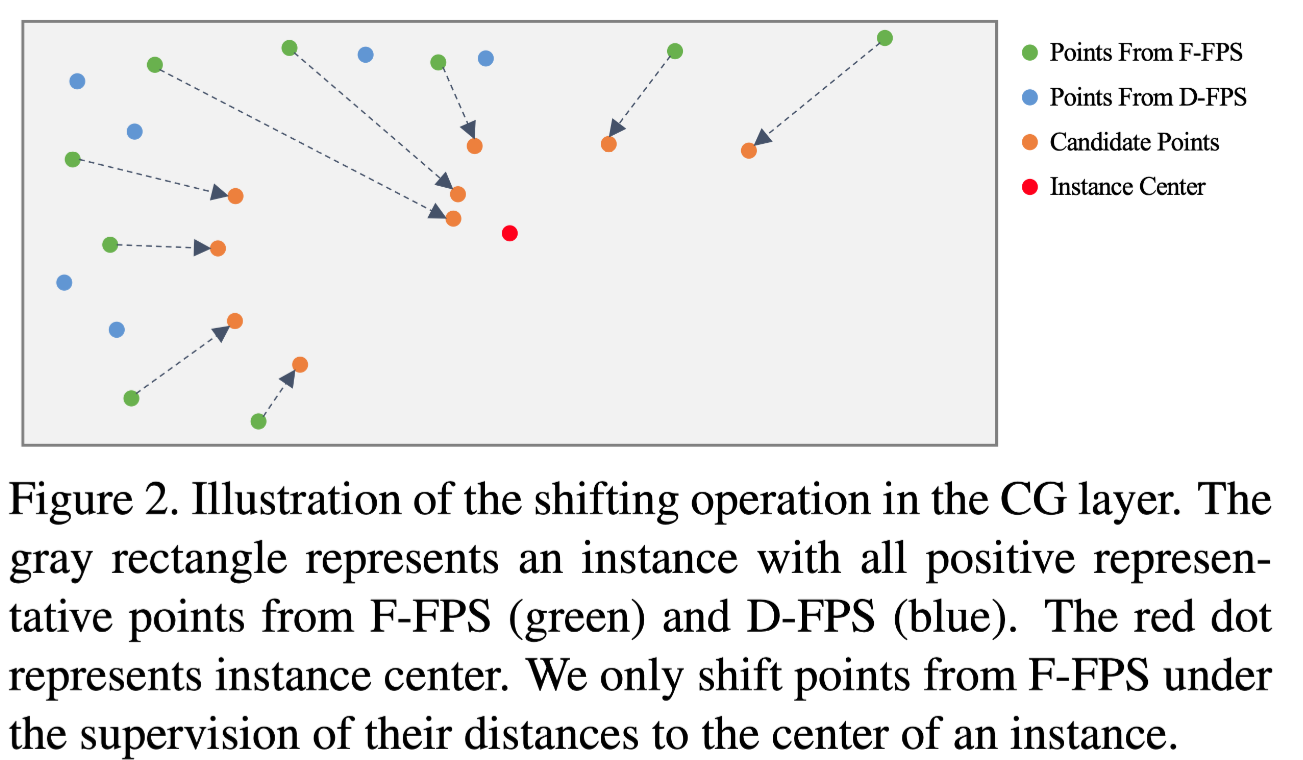 Points From F-FPS
Points From D-FPS
Candidate Points
Instance Center
Figure 2. Illustration of the shifting operation in the CG layer. The
gray rectangle represents an instance with all positive represen-
tative points from F-FPS (green) and D-FPS (blue). The red dot
represents instance center. We only shift points from F-FPS under
the supervision of their distances to the center of an instance.